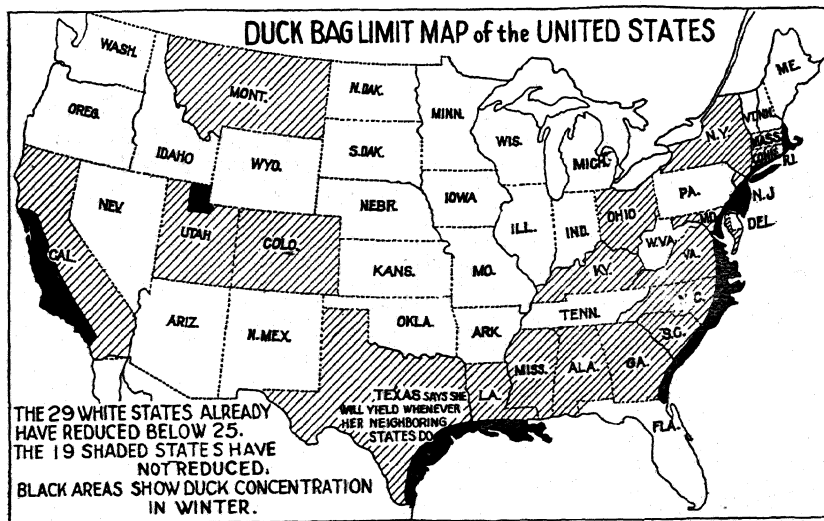 DUCK BAG LIMIT MAP of the UNITED STATES
WASH.
OREG.
IDAHO
MONT.
N.DAK.
S.DAK.
MINN.
WIS.
MICH.
ME.
VT.
N.H.
MASS.
CONN.
R.I.
N.Y.
PA.
N.J
DEL.
MD.
WYO.
NEBR.
IOWA
ILL.
IND.
OHIO
W.VA.
VA.
KY.
NEV.
UTAH
COLO.
CAL.
KANS.
MO.
TENN.
N.C.
S.C.
ARIZ.
N.MEX.
OKLA.
ARK.
MISS.
ALA.
GA.
LA.
FLA.
TEXAS SAYS SHE
WILL YIELD WHENEVER
HER NEIGHBORING
STATES DO.
THE 29 WHITE STATES ALREADY
HAVE REDUCED BELOW 25.
THE 19 SHADED STATES HAVE
NOT REDUCED.
BLACK AREAS SHOW DUCK CONCENTRATION
IN WINTER.